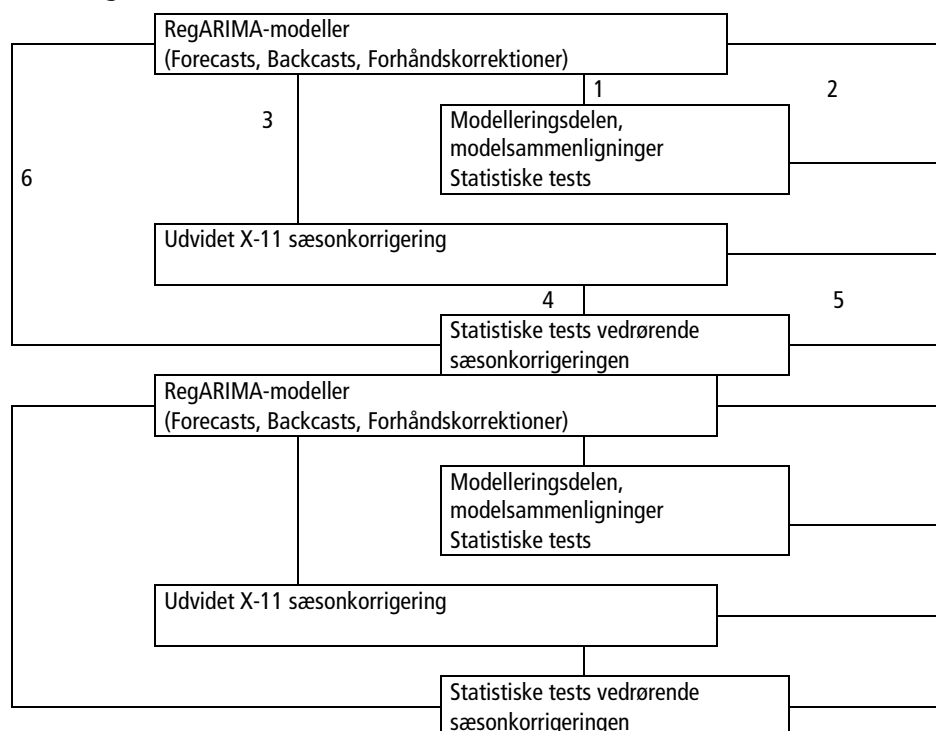 RegARIMA-modeller
(Forecasts, Backcasts, Forhåndskorrektioner)
1
2
3
Modelleringsdelen,
modelsammenligninger
Statistiske tests
6
Udvidet X-11 sæsonkorrigering
4
5
Statistiske tests vedrørende
sæsonkorrigeringen
RegARIMA-modeller
(Forecasts, Backcasts, Forhåndskorrektioner)
Modelleringsdelen,
modelsammenligninger
Statistiske tests
Udvidet X-11 sæsonkorrigering
Statistiske tests vedrørende
sæsonkorrigeringen